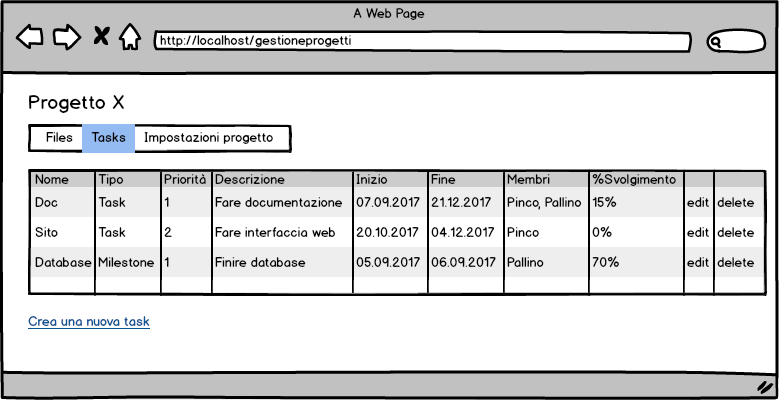 A Web Page
http://localhost/gestioneprogetti
Progetto X
Files Tasks Impostazioni progetto
Nome Tipo Priorità Descrizione Inizio Fine Membri %Svolgimento
Doc Task 1 Fare documentazione 07.09.2017 21.12.2017 Pinco, Pallino 15% edit delete
Sito Task 2 Fare interfaccia web 20.10.2017 04.12.2017 Pinco 0% edit delete
Database Milestone 1 Finire database 05.09.2017 06.09.2017 Pallino 70% edit delete
Crea una nuova task